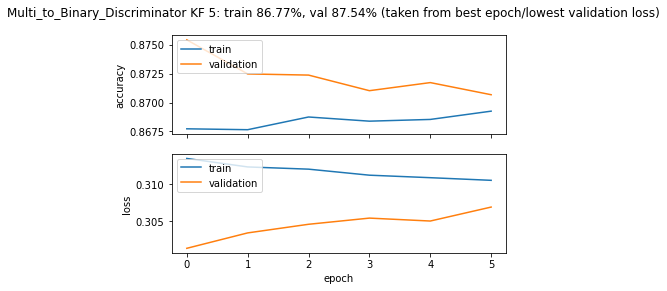 Multi_to_Binary_Discriminator KF 5: train 86.77%, val 87.54% (taken from best epoch/lowest validation loss)
0.8750
0.8725
0.8700
0.8675
accuracy
train
validation
0.310
0.305
loss
train
validation
0 1 2 3 4 5
epoch